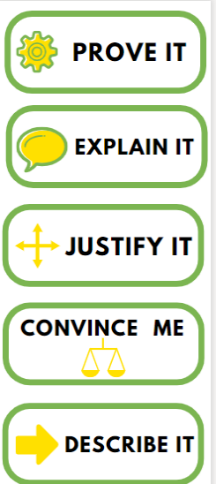 PROVE IT
EXPLAIN IT
JUSTIFY IT
CONVINCE ME
DESCRIBE IT